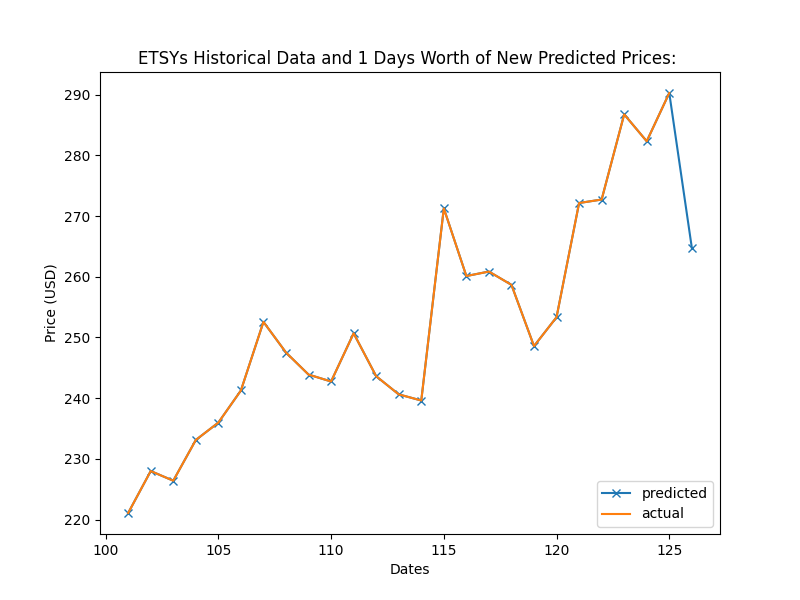 ETSYs Historical Data and 1 Days Worth of New Predicted Prices:
Price (USD)
290
280
270
260
250
240
230
220
predicted
actual
100 105 110 115 120 125
Dates